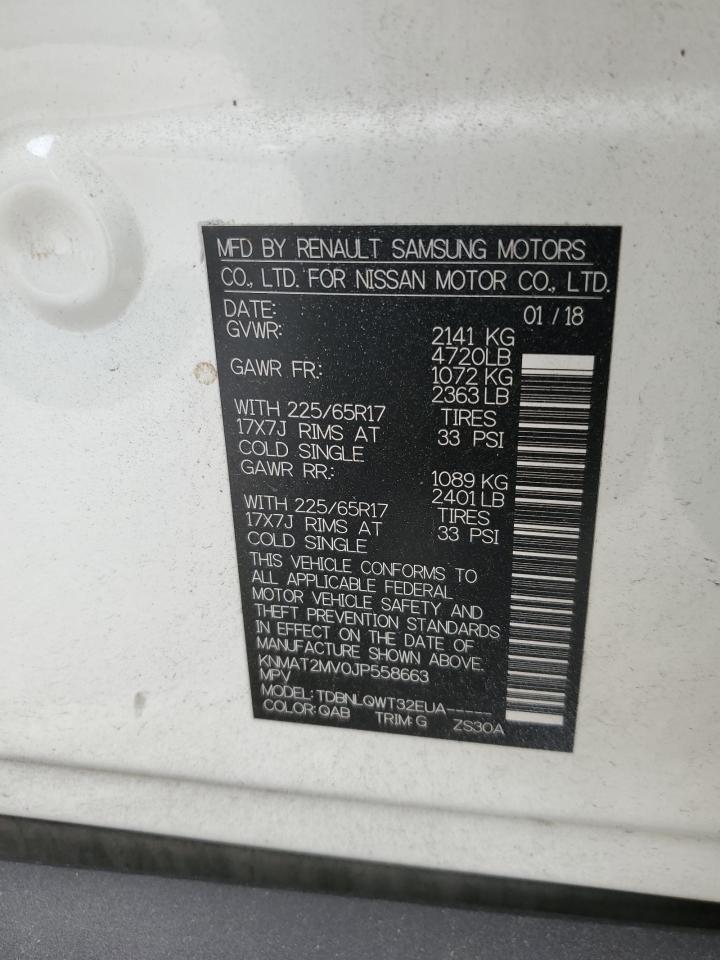 MFD BY RENAULT SAMSUNG MOTORS
CO., LTD. FOR NISSAN MOTOR CO., LTD.
DATE: 01 / 18
GVWR: 2141 KG
4720LB
GAWR FR: 1072 KG
2363 LB
WITH 225/65R17 TIRES
17X7J RIMS AT 33 PSI
COLD SINGLE
GAWR RR: 1089 KG
2401 LB
WITH 225/65R17 TIRES
17X7J RIMS AT 33 PSI
COLD SINGLE
THIS VEHICLE CONFORMS TO
ALL APPLICABLE FEDERAL
MOTOR VEHICLE SAFETY AND
THEFT PREVENTION STANDARDS
IN EFFECT ON THE DATE OF
MANUFACTURE SHOWN ABOVE.
KNMAT2MV0JP558663
MPV
MODEL: TDBNLQWT32EUA-----
COLOR: QAB TRIM: G ZS30A